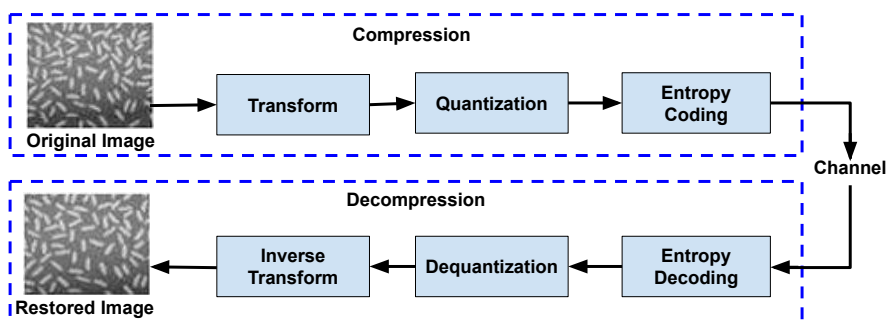 Compression
Transform
Quantization
Entropy
Coding
Original Image
Channel
Decompression
Inverse
Transform
Dequantization
Entropy
Decoding
Restored Image